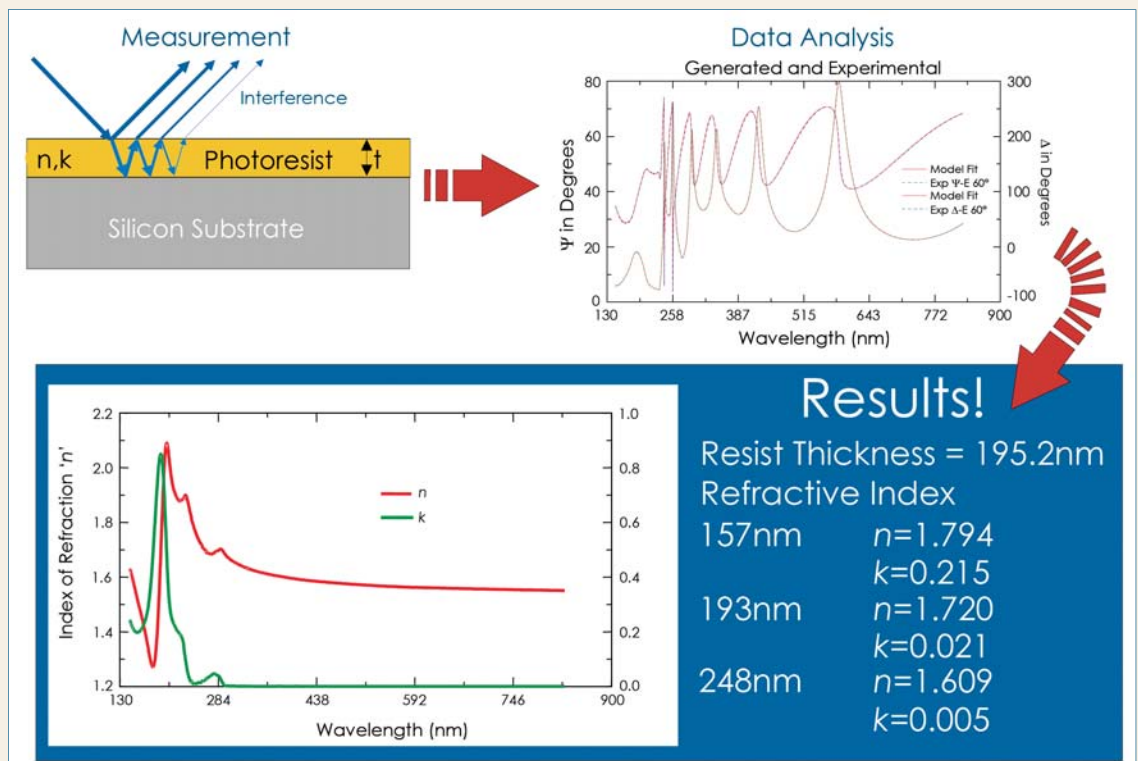 Measurement
Interference
n,k
Photoresist
t
Silicon Substrate
Data Analysis
Generated and Experimental
80
60
40
20
0
Ψ in Degrees
300
200
100
0
-100
Δ in Degrees
Model Fit
Exp Ψ-E 60°
Model Fit
Exp Δ-E 60°
130 258 387 515 643 772 900
Wavelength (nm)
2.2
2.0
1.8
1.6
1.4
1.2
Index of Refraction 'n'
1.0
0.8
0.6
0.4
0.2
0.0
n
k
130 284 438 592 746 900
Wavelength (nm)
Results!
Resist Thickness = 195.2nm
Refractive Index
157nm n=1.794
k=0.215
193nm n=1.720
k=0.021
248nm n=1.609
k=0.005